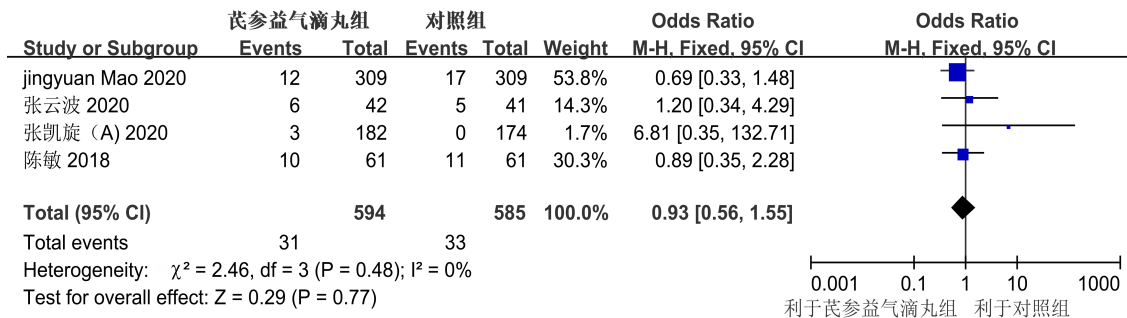 芪参益气滴丸组 对照组 Odds Ratio Odds Ratio
Study or Subgroup Events Total Events Total Weight M-H, Fixed, 95% CI M-H, Fixed, 95% CI
jingyuan Mao 2020 12 309 17 309 53.8% 0.69 [0.33, 1.48]
张云波 2020 6 42 5 41 14.3% 1.20 [0.34, 4.29]
张凯旋（A) 2020 3 182 0 174 1.7% 6.81 [0.35, 132.71]
陈敏 2018 10 61 11 61 30.3% 0.89 [0.35, 2.28]
Total (95% CI) 594 585 100.0% 0.93 [0.56, 1.55]
Total events 31 33
Heterogeneity: χ² = 2.46, df = 3 (P = 0.48); I² = 0%
Test for overall effect: Z = 0.29 (P = 0.77)
0.001 0.1 1 10 1000
利于芪参益气滴丸组 利于对照组